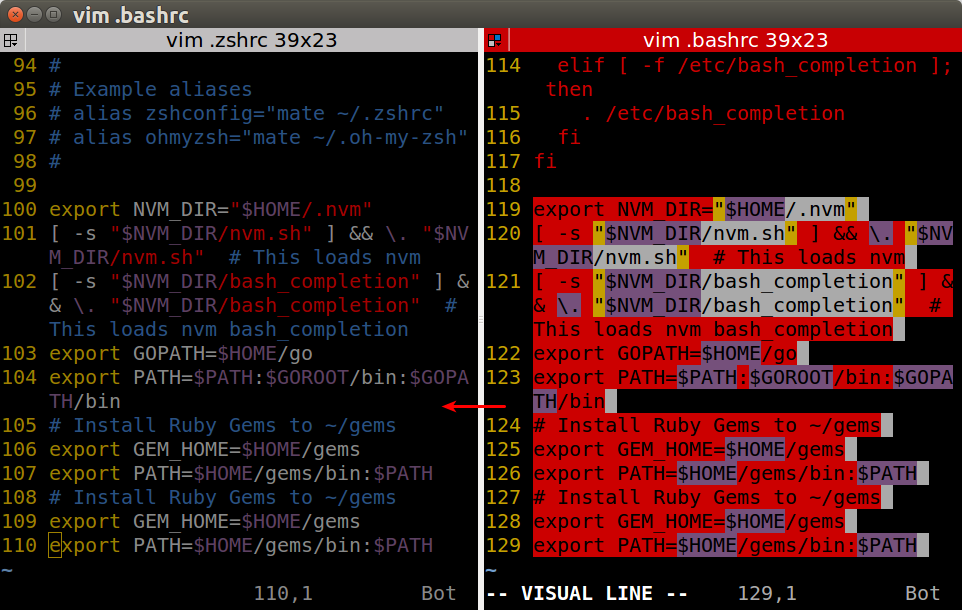 vim .bashrc
vim .zshrc 39x23
94 #
95 # Example aliases
96 # alias zshconfig="mate ~/.zshrc"
97 # alias ohmyzsh="mate ~/.oh-my-zsh"
98 #
99
100 export NVM_DIR="$HOME/.nvm"
101 [ -s "$NVM_DIR/nvm.sh" ] && \. "$NV
M_DIR/nvm.sh"  # This loads nvm
102 [ -s "$NVM_DIR/bash_completion" ] &
& \. "$NVM_DIR/bash_completion"  #
This loads nvm bash_completion
103 export GOPATH=$HOME/go
104 export PATH=$PATH:$GOROOT/bin:$GOPA
TH/bin
105 # Install Ruby Gems to ~/gems
106 export GEM_HOME=$HOME/gems
107 export PATH=$HOME/gems/bin:$PATH
108 # Install Ruby Gems to ~/gems
109 export GEM_HOME=$HOME/gems
110 export PATH=$HOME/gems/bin:$PATH
~
110,1 Bot
vim .bashrc 39x23
114 elif [ -f /etc/bash_completion ];
then
115 . /etc/bash_completion
116 fi
117 fi
118
119 export NVM_DIR="$HOME/.nvm"
120 [ -s "$NVM_DIR/nvm.sh" ] && \. "$NV
M_DIR/nvm.sh"  # This loads nvm
121 [ -s "$NVM_DIR/bash_completion" ] &
& \. "$NVM_DIR/bash_completion"  #
This loads nvm bash_completion
122 export GOPATH=$HOME/go
123 export PATH=$PATH:$GOROOT/bin:$GOPA
TH/bin
124 # Install Ruby Gems to ~/gems
125 export GEM_HOME=$HOME/gems
126 export PATH=$HOME/gems/bin:$PATH
127 # Install Ruby Gems to ~/gems
128 export GEM_HOME=$HOME/gems
129 export PATH=$HOME/gems/bin:$PATH
~
-- VISUAL LINE -- 129,1 Bot